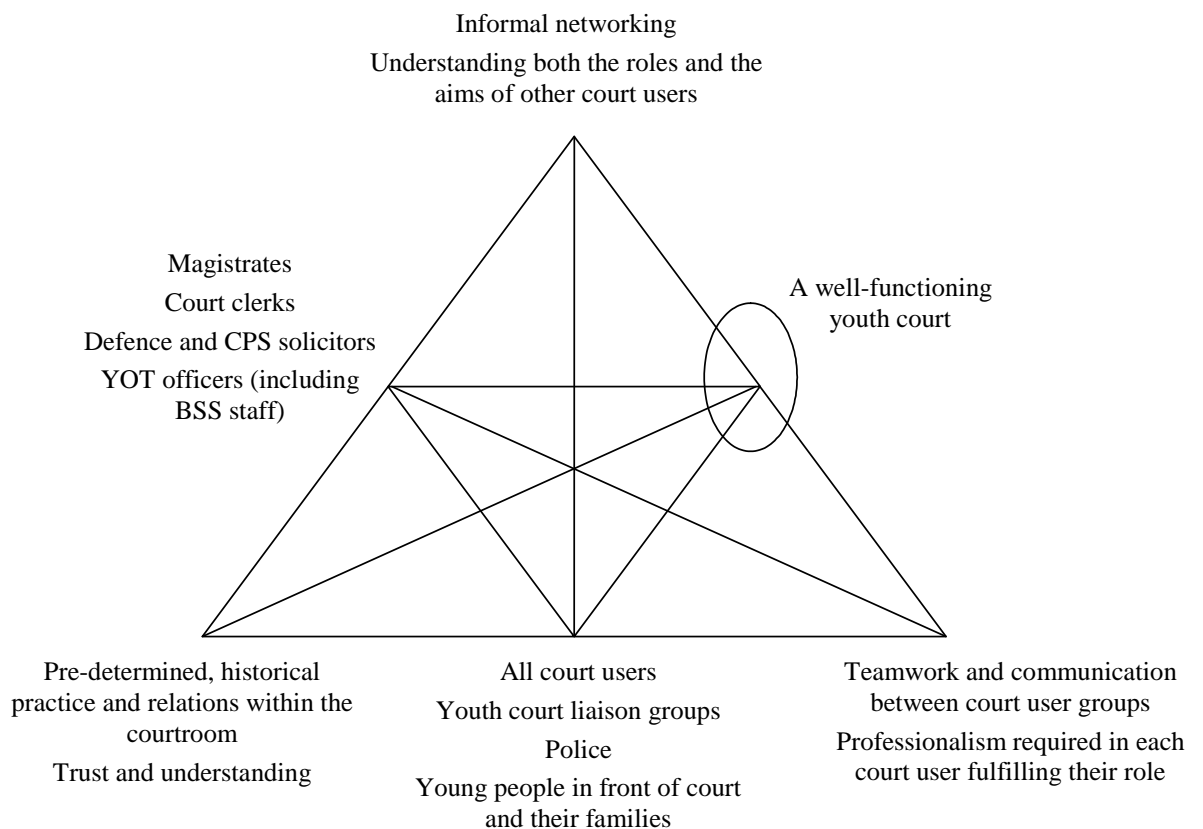 Informal networking
Understanding both the roles and the
aims of other court users
Magistrates
Court clerks
Defence and CPS solicitors
YOT officers (including
BSS staff)
A well-functioning
youth court
Pre-determined, historical
practice and relations within the
courtroom
Trust and understanding
All court users
Youth court liaison groups
Police
Young people in front of court
and their families
Teamwork and communication
between court user groups
Professionalism required in each
court user fulfilling their role